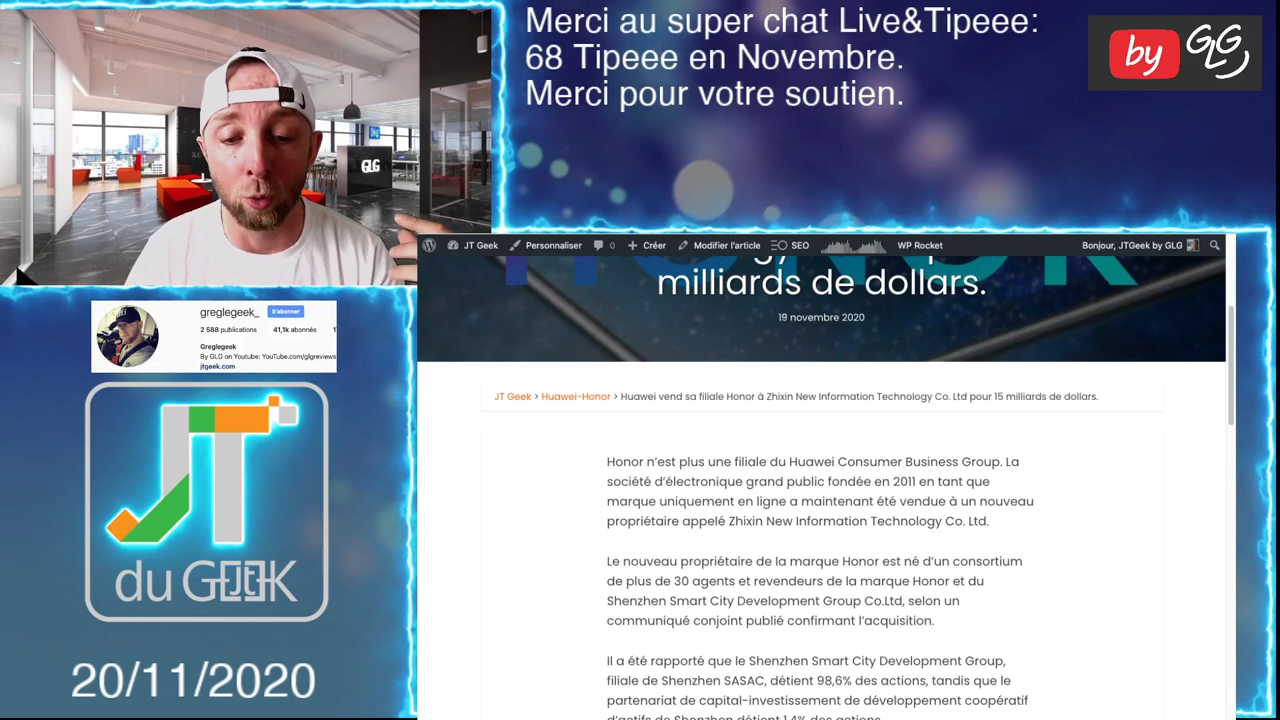 Merci au super chat Live&Tipeee:
68 Tipeee en Novembre.
Merci pour votre soutien.
by GLG
GLG
JT Geek
Personnaliser
0
Créer
Modifier l'article
SEO
WP Rocket
Bonjour, JTGeek by GLG
milliards de dollars.
19 novembre 2020
greglegeek_
S'abonner
2 588 publications
41,1k abonnés
Greglegeek
By GLG on Youtube: YouTube.com/glgreviews
jtgeek.com
JT
du GEEK
20/11/2020
JT Geek > Huawei-Honor > Huawei vend sa filiale Honor à Zhixin New Information Technology Co. Ltd pour 15 milliards de dollars.
Honor n'est plus une filiale du Huawei Consumer Business Group. La
société d'électronique grand public fondée en 2011 en tant que
marque uniquement en ligne a maintenant été vendue à un nouveau
propriétaire appelé Zhixin New Information Technology Co. Ltd.
Le nouveau propriétaire de la marque Honor est né d'un consortium
de plus de 30 agents et revendeurs de la marque Honor et du
Shenzhen Smart City Development Group Co.Ltd, selon un
communiqué conjoint publié confirmant l'acquisition.
Il a été rapporté que le Shenzhen Smart City Development Group,
filiale de Shenzhen SASAC, détient 98,6% des actions, tandis que le
partenariat de capital-investissement de développement coopératif
d'actifs de Shenzhen détient 1,4% des actions.